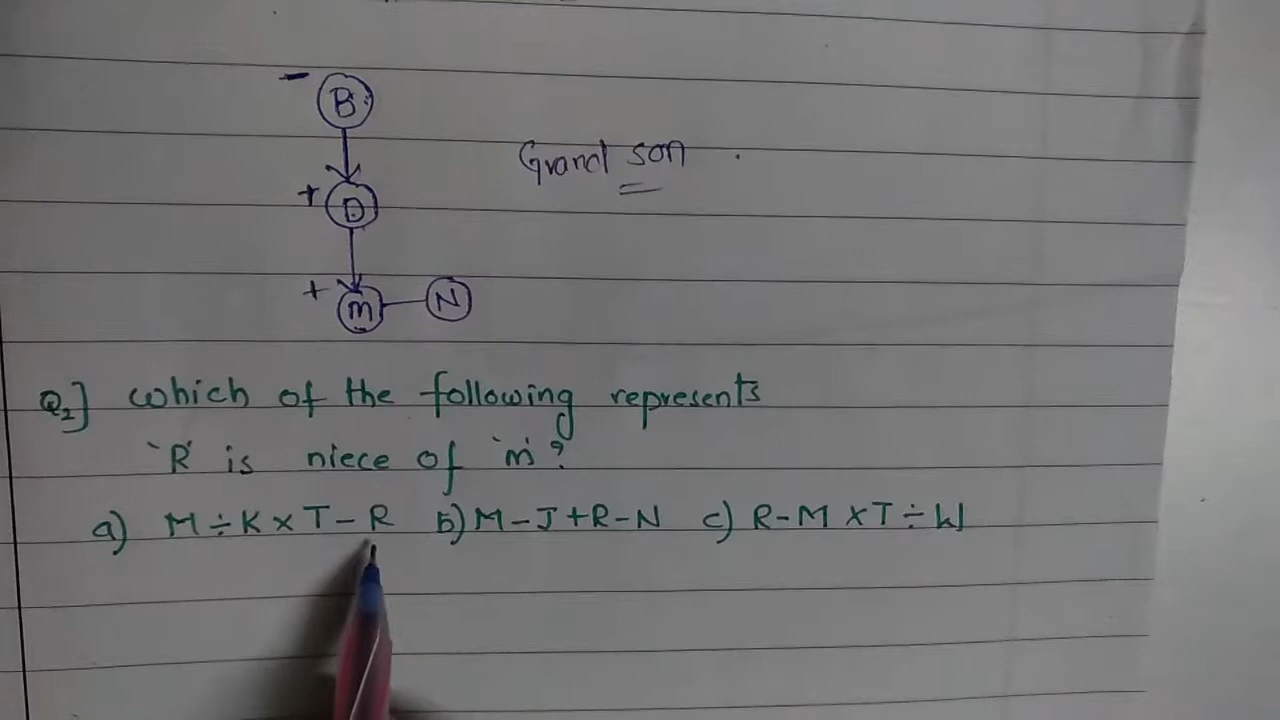 - B
Grand son .
+ D
+ m N
Q2] which of the following represents
`R' is niece of `m'?
a) M÷K×T-R b) M-J+R-N c) R-M×T÷W